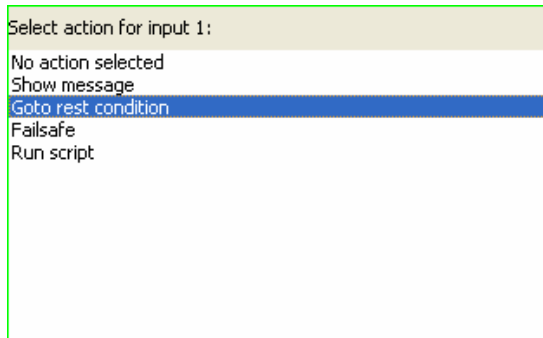 Select action for input 1:
No action selected
Show message
Goto rest condition
Failsafe
Run script